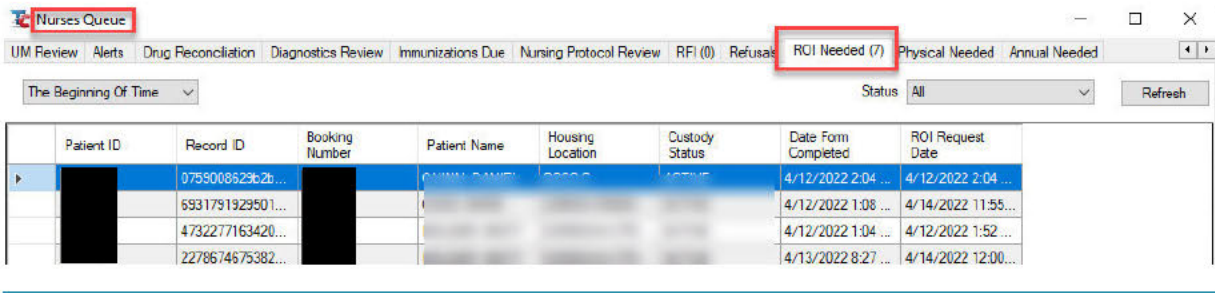 Nurses Queue
UM Review Alerts Drug Reconciliation Diagnostics Review Immunizations Due Nursing Protocol Review RFI (0) Refusals ROI Needed (7) Physical Needed Annual Needed
The Beginning Of Time Status All Refresh
Patient ID Record ID Booking Number Patient Name Housing Location Custody Status Date Form Completed ROI Request Date
0759008629b2b... ACTIVE 4/12/2022 2:04 ... 4/12/2022 2:04 ...
6931791929501... 4/12/2022 1:08 ... 4/14/2022 11:55...
4732277163420... 4/12/2022 1:04 ... 4/12/2022 1:52 ...
2278674675382... 4/13/2022 8:27 ... 4/14/2022 12:00...